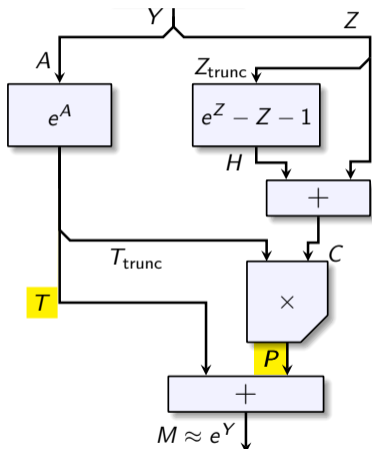 Y
Z
A
Z_trunc
e^A
e^Z − Z − 1
H
+
T_trunc
C
T
×
P
+
M ≈ e^Y